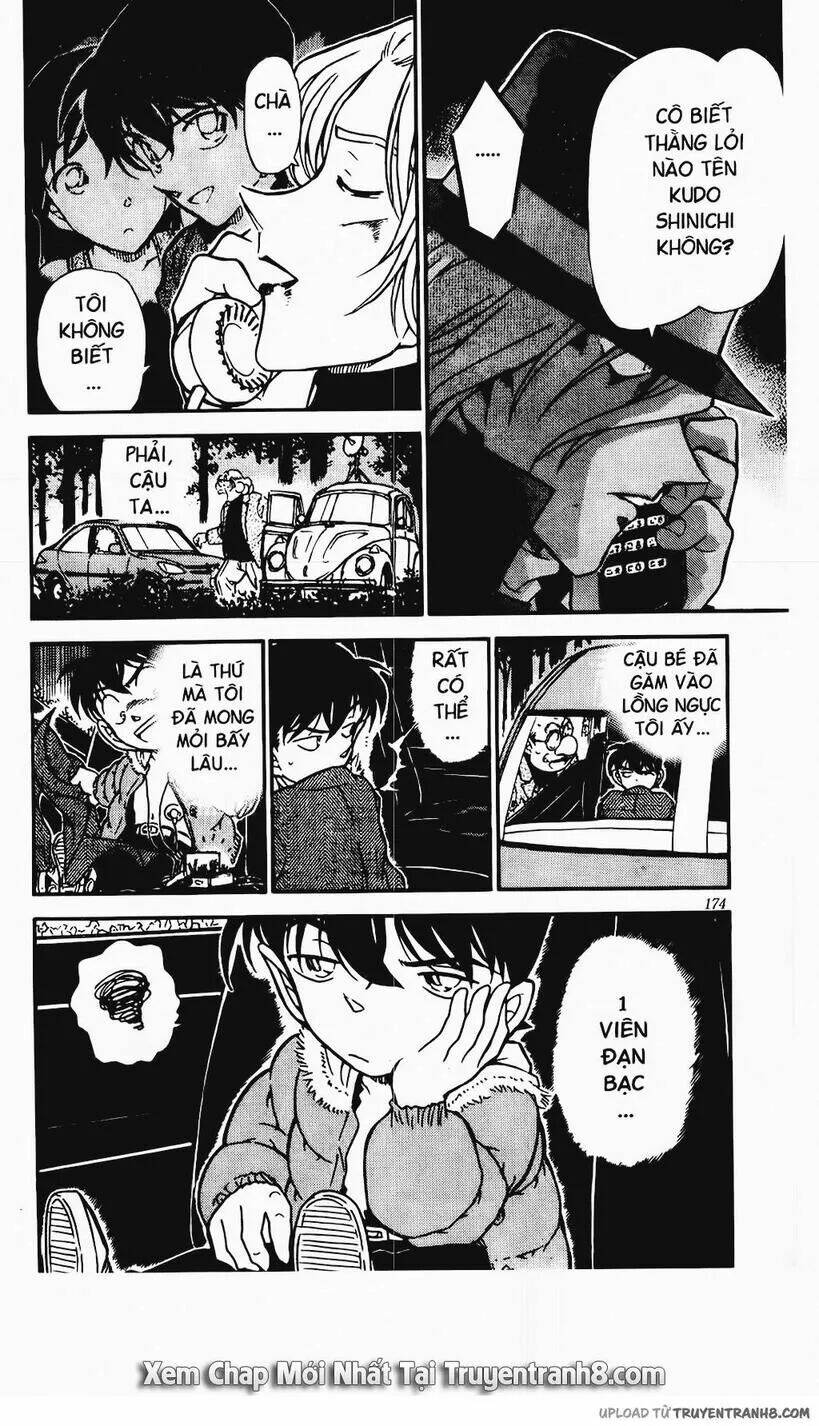 CÔ BIẾT
THẰNG LỎI
NÀO TÊN
KUDO
SHINICHI
KHÔNG?
......
CHÀ
...
TÔI
KHÔNG
BIẾT
...
PHẢI,
CẬU
TA...
CẬU BÉ ĐÃ
GĂM VÀO
LỒNG NGỰC
TÔI ẤY...
RẤT
CÓ
THỂ
...
LÀ THỨ
MÀ TÔI
ĐÃ MONG
MỎI BẤY
LÂU...
174
1
VIÊN
ĐẠN
BẠC
...
Xem Chap Mới Nhất Tại Truyentranh8.com
UPLOAD TỪ TRUYENTRANH8.COM